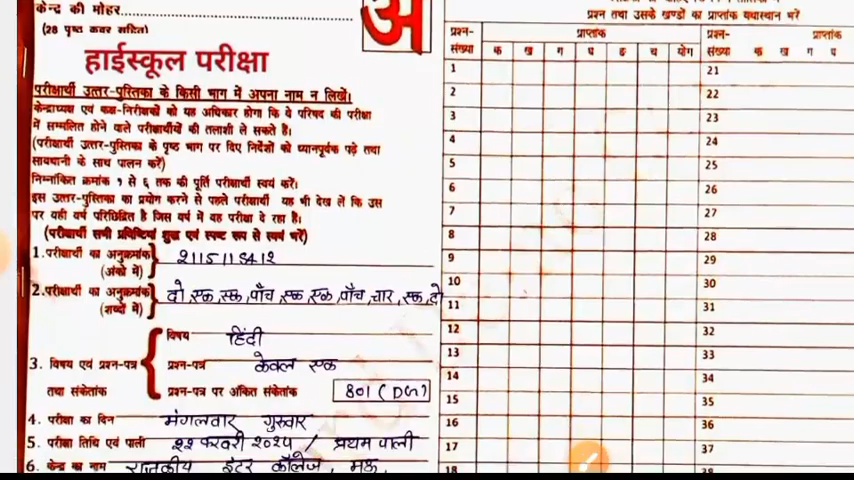 केन्द्र की मोहर
(28 पृष्ठ कवर सहित)
अ
हाईस्कूल परीक्षा
परीक्षार्थी उत्तर-पुस्तिका के किसी भाग में अपना नाम न लिखें।
केन्द्राध्यक्ष एवं कक्ष-निरीक्षकों को यह अधिकार होगा कि वे परिषद की परीक्षा
में सम्मलित होने वाले परीक्षार्थीयों की तलाशी ले सकते है।
(परीक्षार्थी उत्तर-पुस्तिका के पृष्ठ भाग पर दिए निर्देशों को ध्यानपूर्वक पढ़े तथा
सावधानी के साथ पालन करें)
निम्नांकित क्रमांक १ से ६ तक की पूर्ति परीक्षार्थी स्वयं करें।
इस उत्तर-पुस्तिका का प्रयोग करने से पहले परीक्षार्थी यह भी देख लें कि उस
पर वही वर्ष है जिस वर्ष में वह परीक्षा दे रहा है।
(परीक्षार्थी सभी प्रविष्टियां शुद्ध एवं स्पष्ट रूप से स्वयं भरें)
1. परीक्षार्थी का अनुक्रमांक
(अंको में)
2. परीक्षार्थी का अनुक्रमांक दो, एक, एक, पाँच, एक, एक, पाँच, चार, एक, दो
(शब्दों में)
विषय हिंदी
3. विषय एवं प्रश्न-पत्र प्रश्न-पत्र केवल एक
तथा संकेतांक प्रश्न-पत्र पर अंकित संकेतांक 801 (DG)
4. परीक्षा का दिन मंगलवार गुरुवार
5. परीक्षा तिथि एवं पाली २२ फरवरी २०२५ / प्रथम पाली
6. केन्द्र का नाम राजकीय इंटर कॉलेज,
प्रश्न तथा उसके खण्डों का प्राप्तांक यथास्थान भरें
प्रश्न-संख्या प्राप्तांक प्रश्न-संख्या प्राप्तांक
क ख ग घ ङ च योग क ख ग घ
1 21
2 22
3 23
4 24
5 25
6 26
7 27
8 28
9 29
10 30
11 31
12 32
13 33
14 34
15 35
16 36
17 37
18